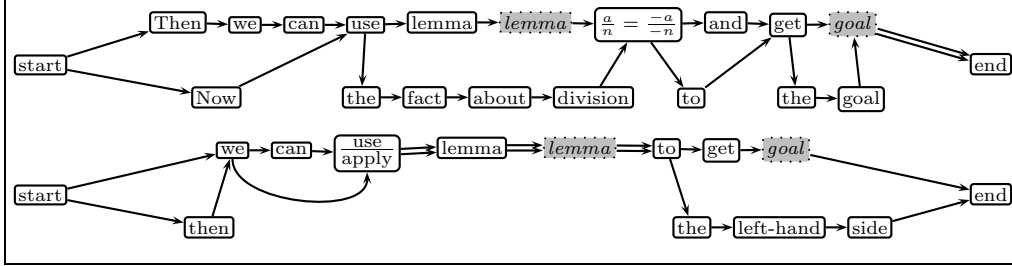 Then we can use lemma lemma a/n = -a/-n and get goal
start end
Now the fact about division to the goal
we can use lemma lemma to get goal
apply
start end
then the left-hand side